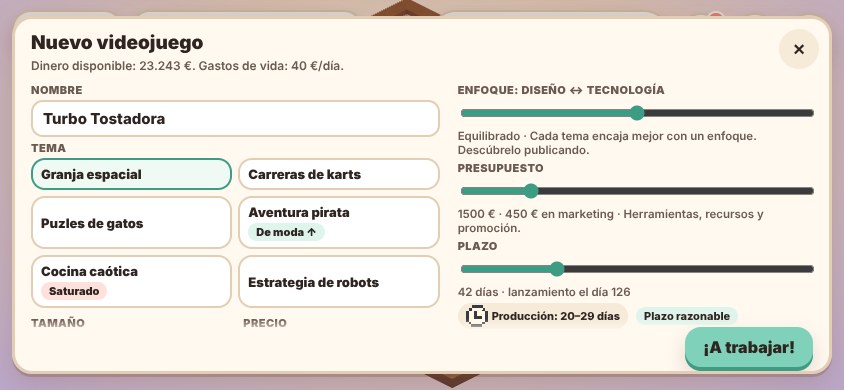 Nuevo videojuego
Dinero disponible: 23.243 €. Gastos de vida: 40 €/día.
×
NOMBRE
Turbo Tostadora
TEMA
Granja espacial
Carreras de karts
Puzles de gatos
Aventura pirata
De moda ↑
Cocina caótica
Saturado
Estrategia de robots
TAMAÑO
PRECIO
ENFOQUE: DISEÑO ↔ TECNOLOGÍA
Equilibrado · Cada tema encaja mejor con un enfoque.
Descúbrelo publicando.
PRESUPUESTO
1500 € · 450 € en marketing · Herramientas, recursos y
promoción.
PLAZO
42 días · lanzamiento el día 126
Producción: 20–29 días
Plazo razonable
¡A trabajar!